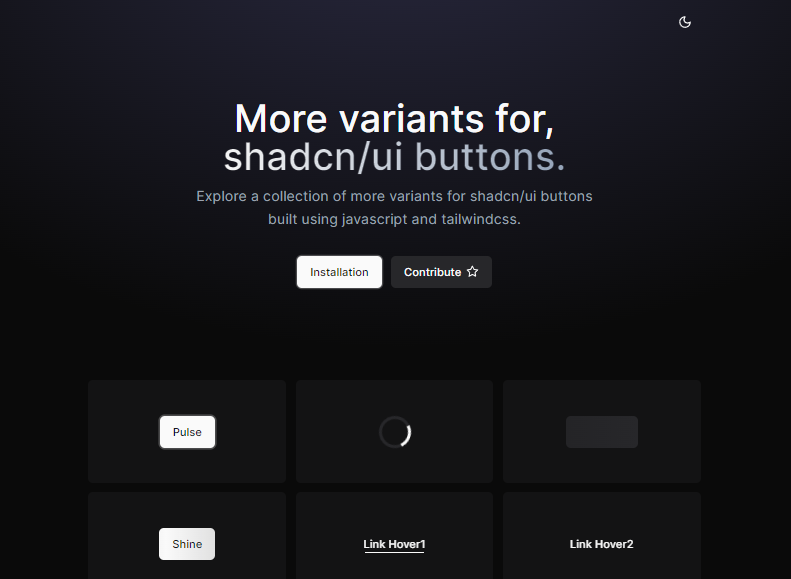 More variants for,
shadcn/ui buttons.
Explore a collection of more variants for shadcn/ui buttons
built using javascript and tailwindcss.
Installation
Contribute
Pulse
Shine
Link Hover1
Link Hover2